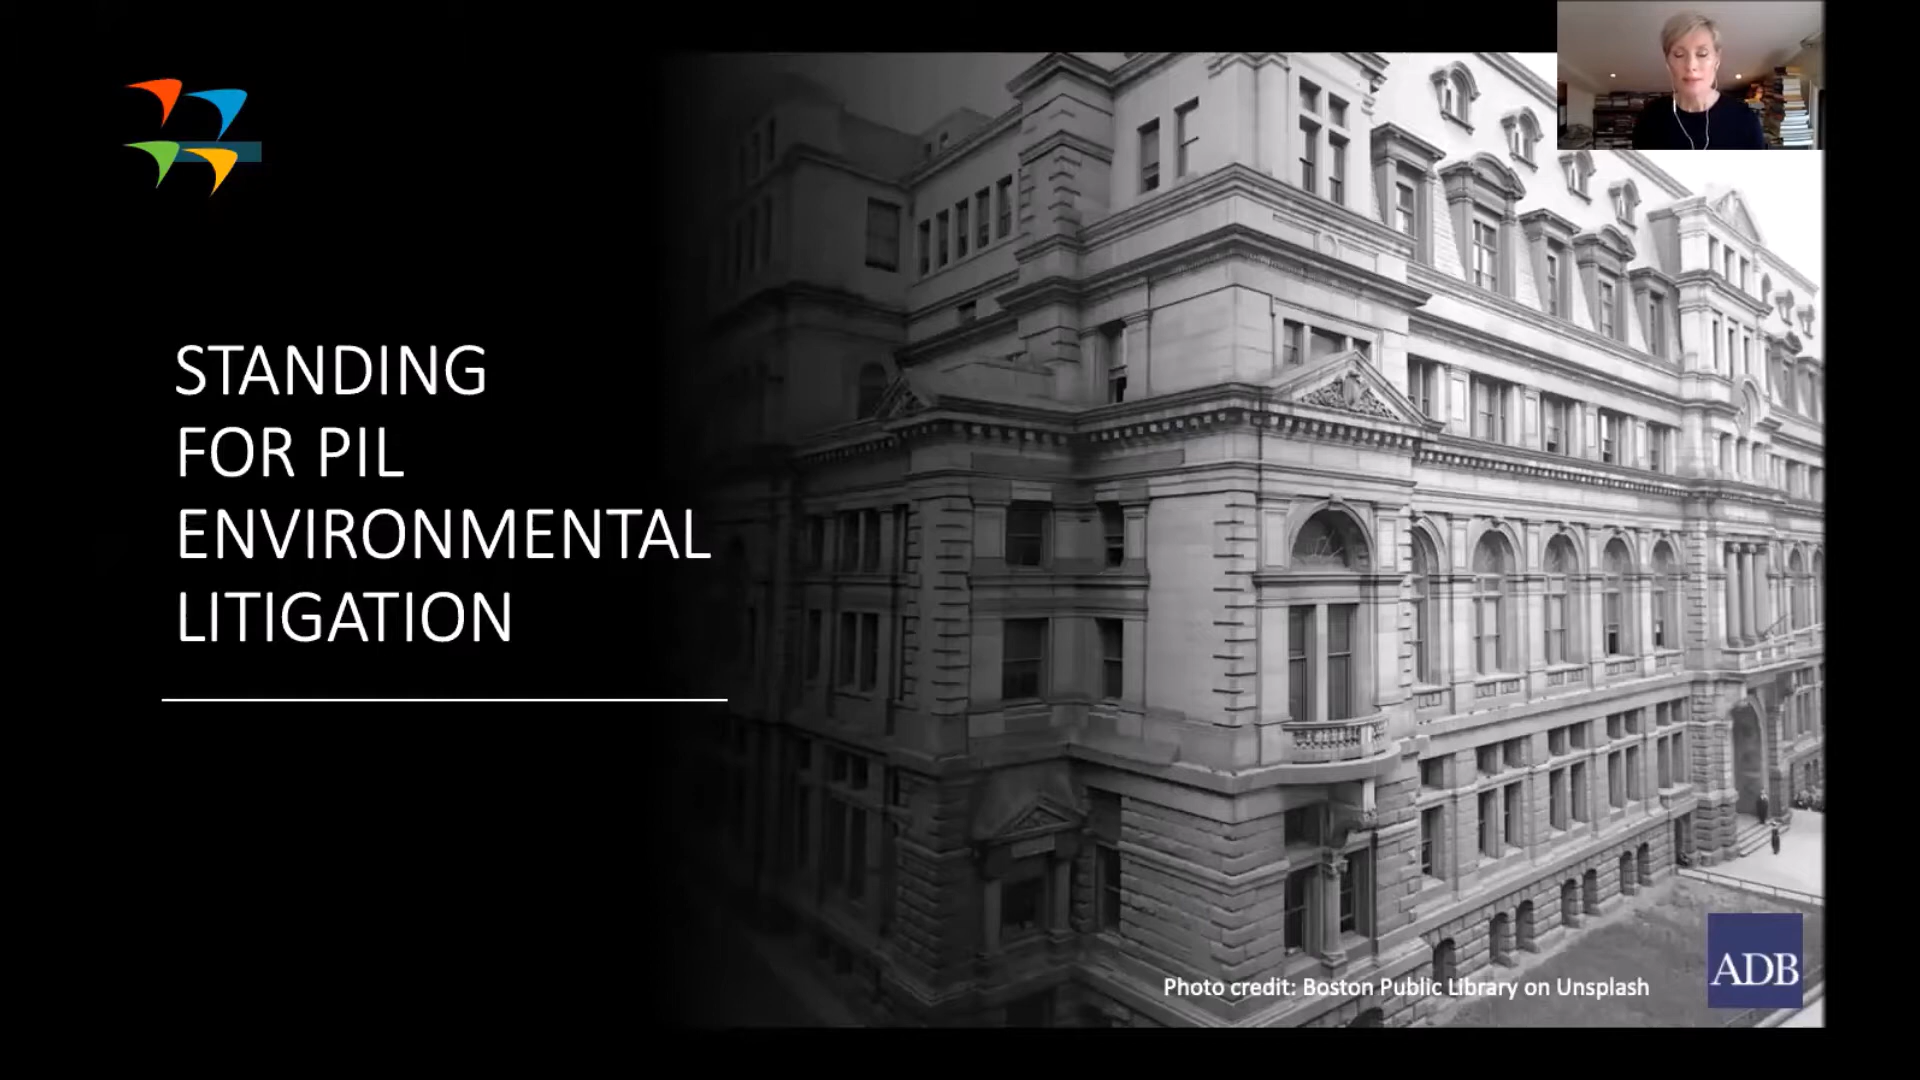 STANDING
FOR PIL
ENVIRONMENTAL
LITIGATION
Photo credit: Boston Public Library on Unsplash
ADB